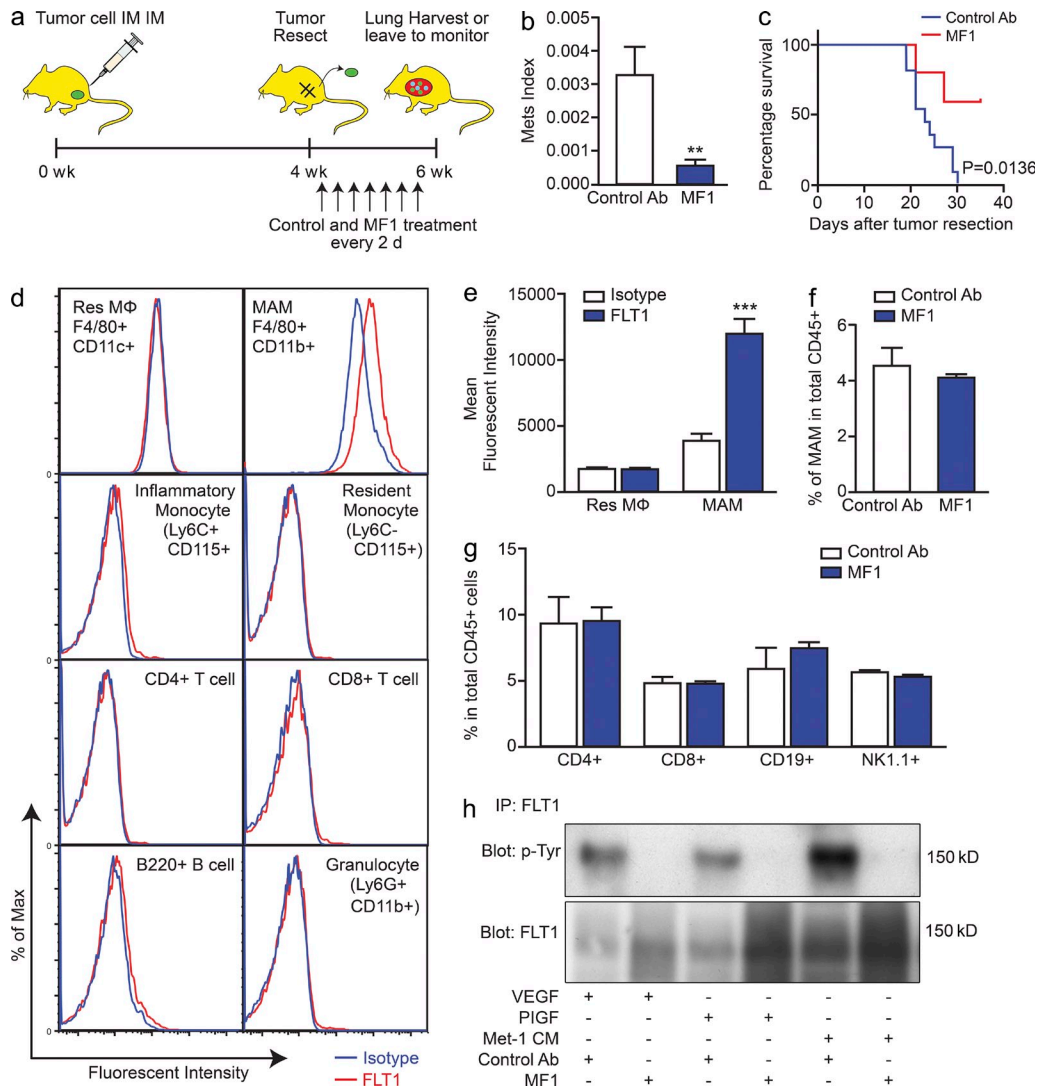 a
Tumor cell IM IM
Tumor
Resect
Lung Harvest or
leave to monitor
0 wk
4 wk
6 wk
Control and MF1 treatment
every 2 d
b
Mets Index
0.005
0.004
0.003
0.002
0.001
0.000
**
Control Ab
MF1
c
Control Ab
MF1
Percentage survival
100
50
0
P=0.0136
0
10
20
30
40
Days after tumor resection
d
Res MΦ
F4/80+
CD11c+
MAM
F4/80+
CD11b+
0
Inflammatory
Monocyte
(Ly6C+
CD115+
Resident
Monocyte
(Ly6C-
CD115+)
0
CD4+ T cell
CD8+ T cell
0
B220+ B cell
Granulocyte
(Ly6G+
CD11b+)
0
% of Max
Fluorescent Intensity
Isotype
FLT1
e
Isotype
FLT1
Mean
Fluorescent Intensity
15000
10000
5000
0
***
Res MΦ
MAM
f
Control Ab
MF1
% of MAM in total CD45+
6
4
2
0
Control Ab
MF1
g
Control Ab
MF1
% in total CD45+ cells
15
10
5
0
CD4+
CD8+
CD19+
NK1.1+
h
IP: FLT1
Blot: p-Tyr
150 kD
Blot: FLT1
150 kD
VEGF + + - - - -
PIGF - - + + - -
Met-1 CM - - - - + +
Control Ab + - + - + -
MF1 - + - + - +